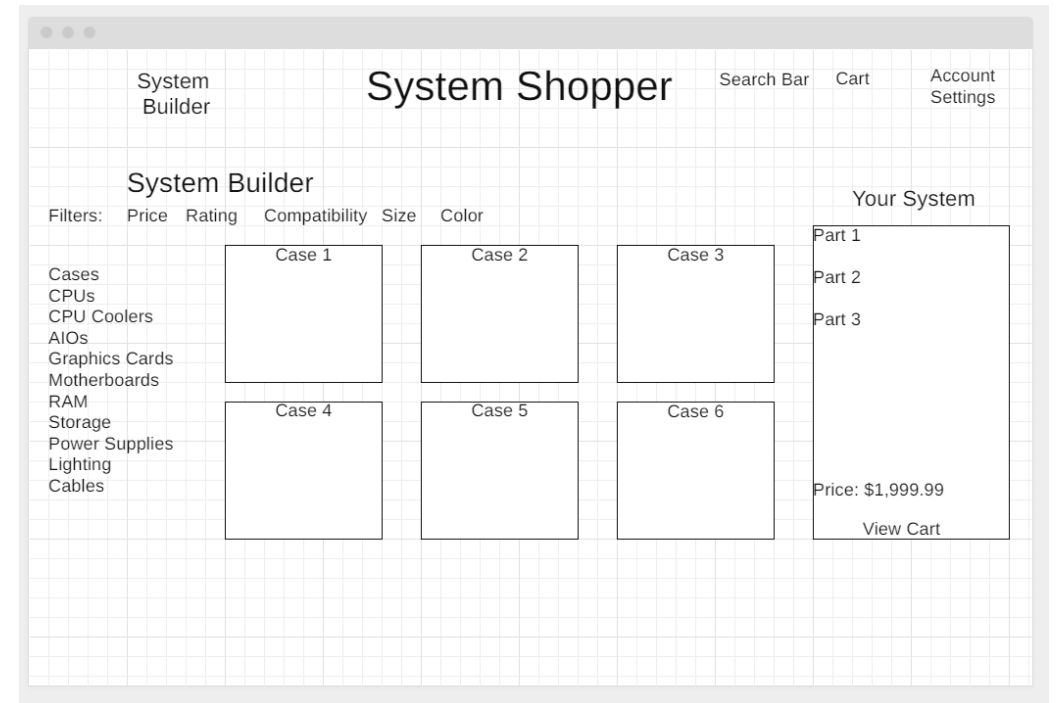 System
Builder
System Shopper
Search Bar
Cart
Account
Settings
System Builder
Filters: Price Rating Compatibility Size Color
Cases
CPUs
CPU Coolers
AIOs
Graphics Cards
Motherboards
RAM
Storage
Power Supplies
Lighting
Cables
Case 1
Case 2
Case 3
Case 4
Case 5
Case 6
Your System
Part 1
Part 2
Part 3
Price: $1,999.99
View Cart